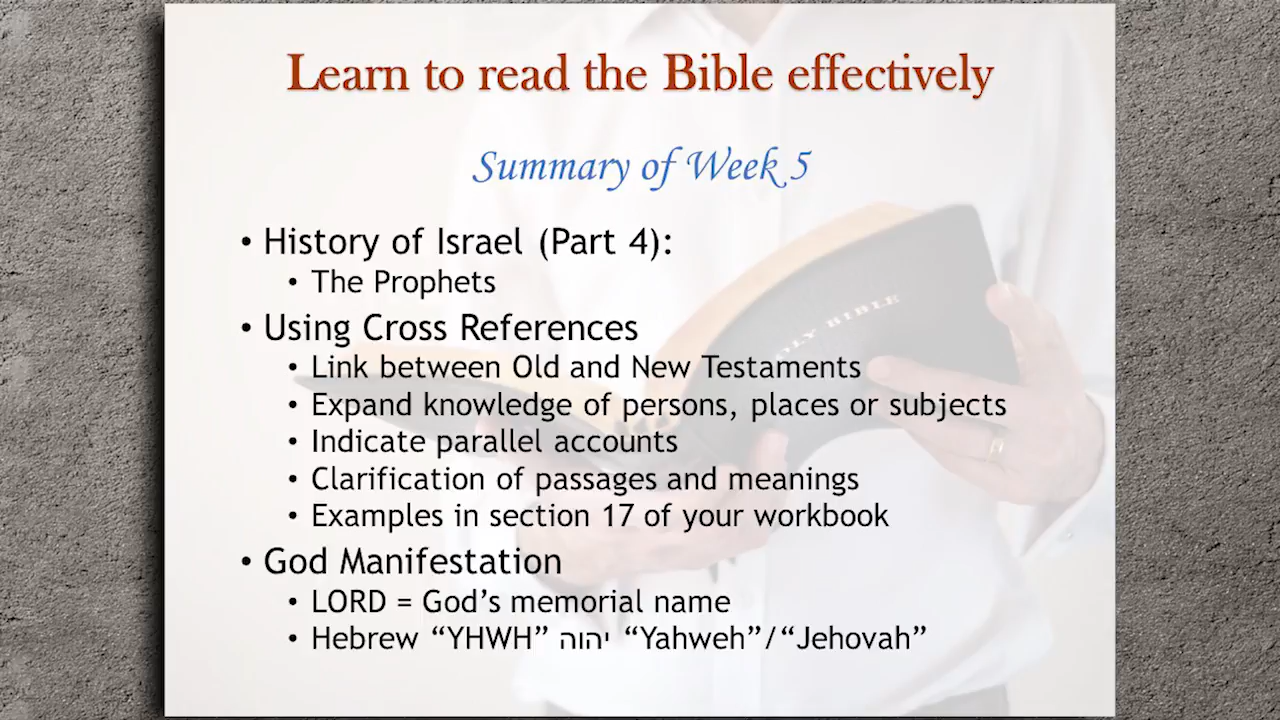 Learn to read the Bible effectively
Summary of Week 5
• History of Israel (Part 4):
• The Prophets
• Using Cross References
• Link between Old and New Testaments
• Expand knowledge of persons, places or subjects
• Indicate parallel accounts
• Clarification of passages and meanings
• Examples in section 17 of your workbook
• God Manifestation
• LORD = God’s memorial name
• Hebrew “YHWH” יהוה “Yahweh”/“Jehovah”
HOLY BIBLE